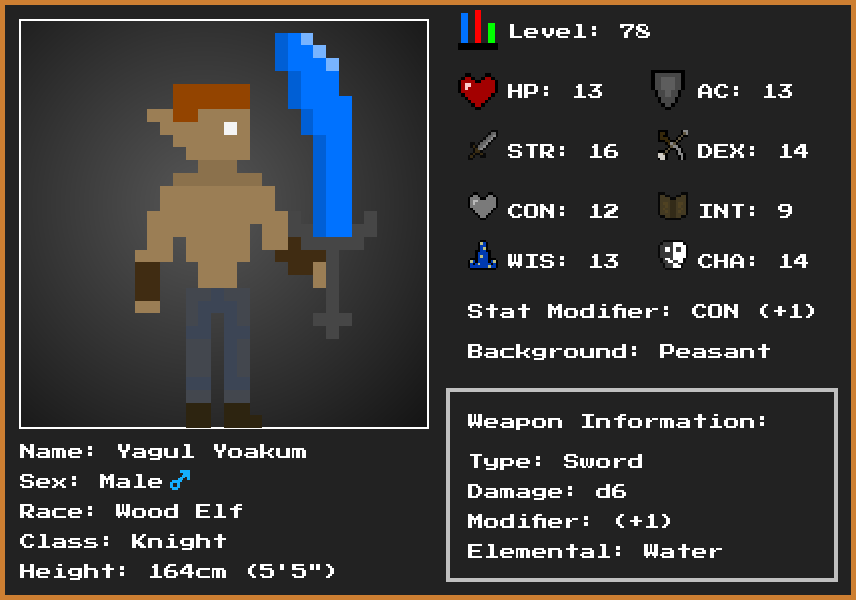 Level: 78
HP: 13 AC: 13
STR: 16 DEX: 14
CON: 12 INT: 9
WIS: 13 CHA: 14
Stat Modifier: CON (+1)
Background: Peasant
Weapon Information:
Type: Sword
Damage: d6
Modifier: (+1)
Elemental: Water
Name: Yagul Yoakum
Sex: Male ♂
Race: Wood Elf
Class: Knight
Height: 164cm (5'5")